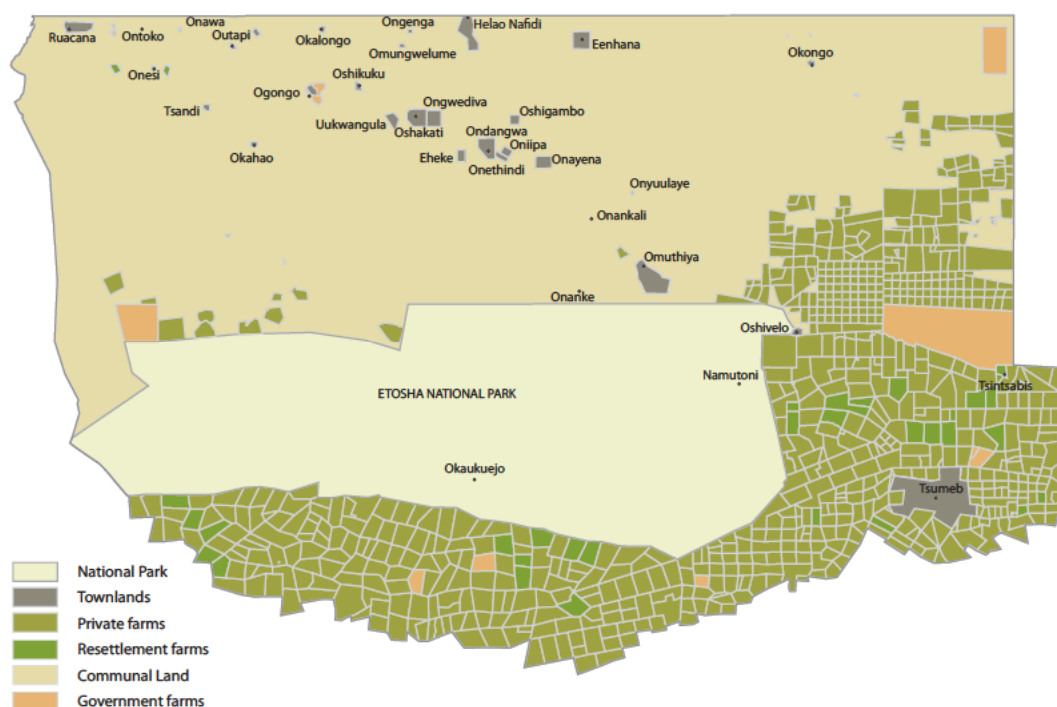 Ruacana
Ontoko
Onawa
Outapi
Okalongo
Ongenga
Omungwelume
Helao Nafidi
Eenhana
Okongo
Onesi
Tsandi
Ogongo
Oshikuku
Uukwangula
Ongwediva
Oshakati
Oshigambo
Ondangwa
Oniipa
Okahao
Eheke
Onethindi
Onayena
Onyuulaye
Onankali
Omuthiya
Onanke
Oshivelo
Namutoni
Tsintsabis
ETOSHA NATIONAL PARK
Okaukuejo
Tsumeb
National Park
Townlands
Private farms
Resettlement farms
Communal Land
Government farms